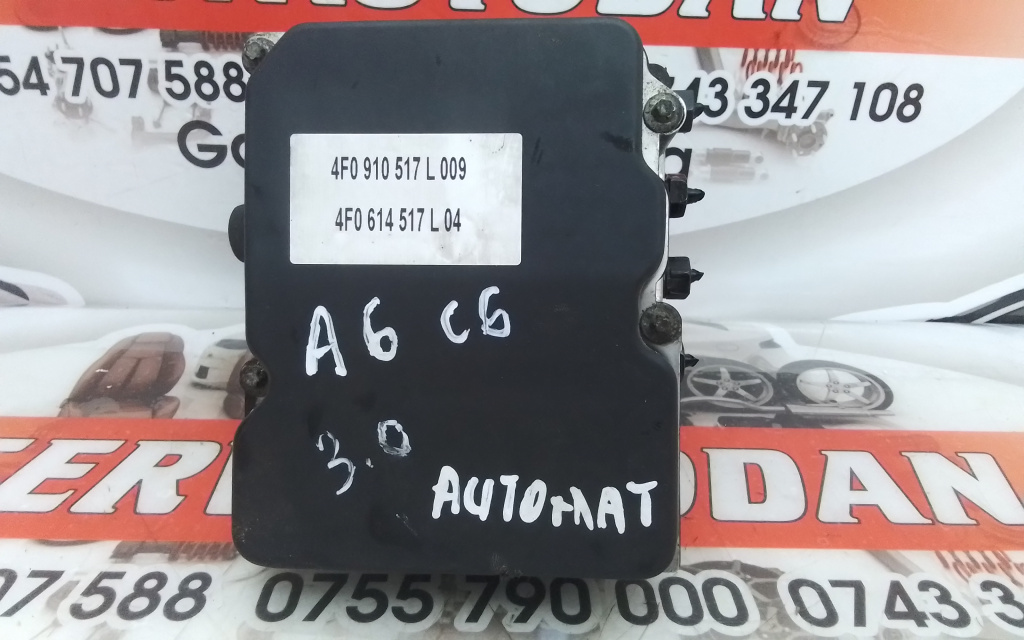 54 707 588
43 347 108
4F0 910 517 L 009
4F0 614 517 L 04
A6 C6
3.0
AUTOMAT
07 588 0755 790 000 0743 3